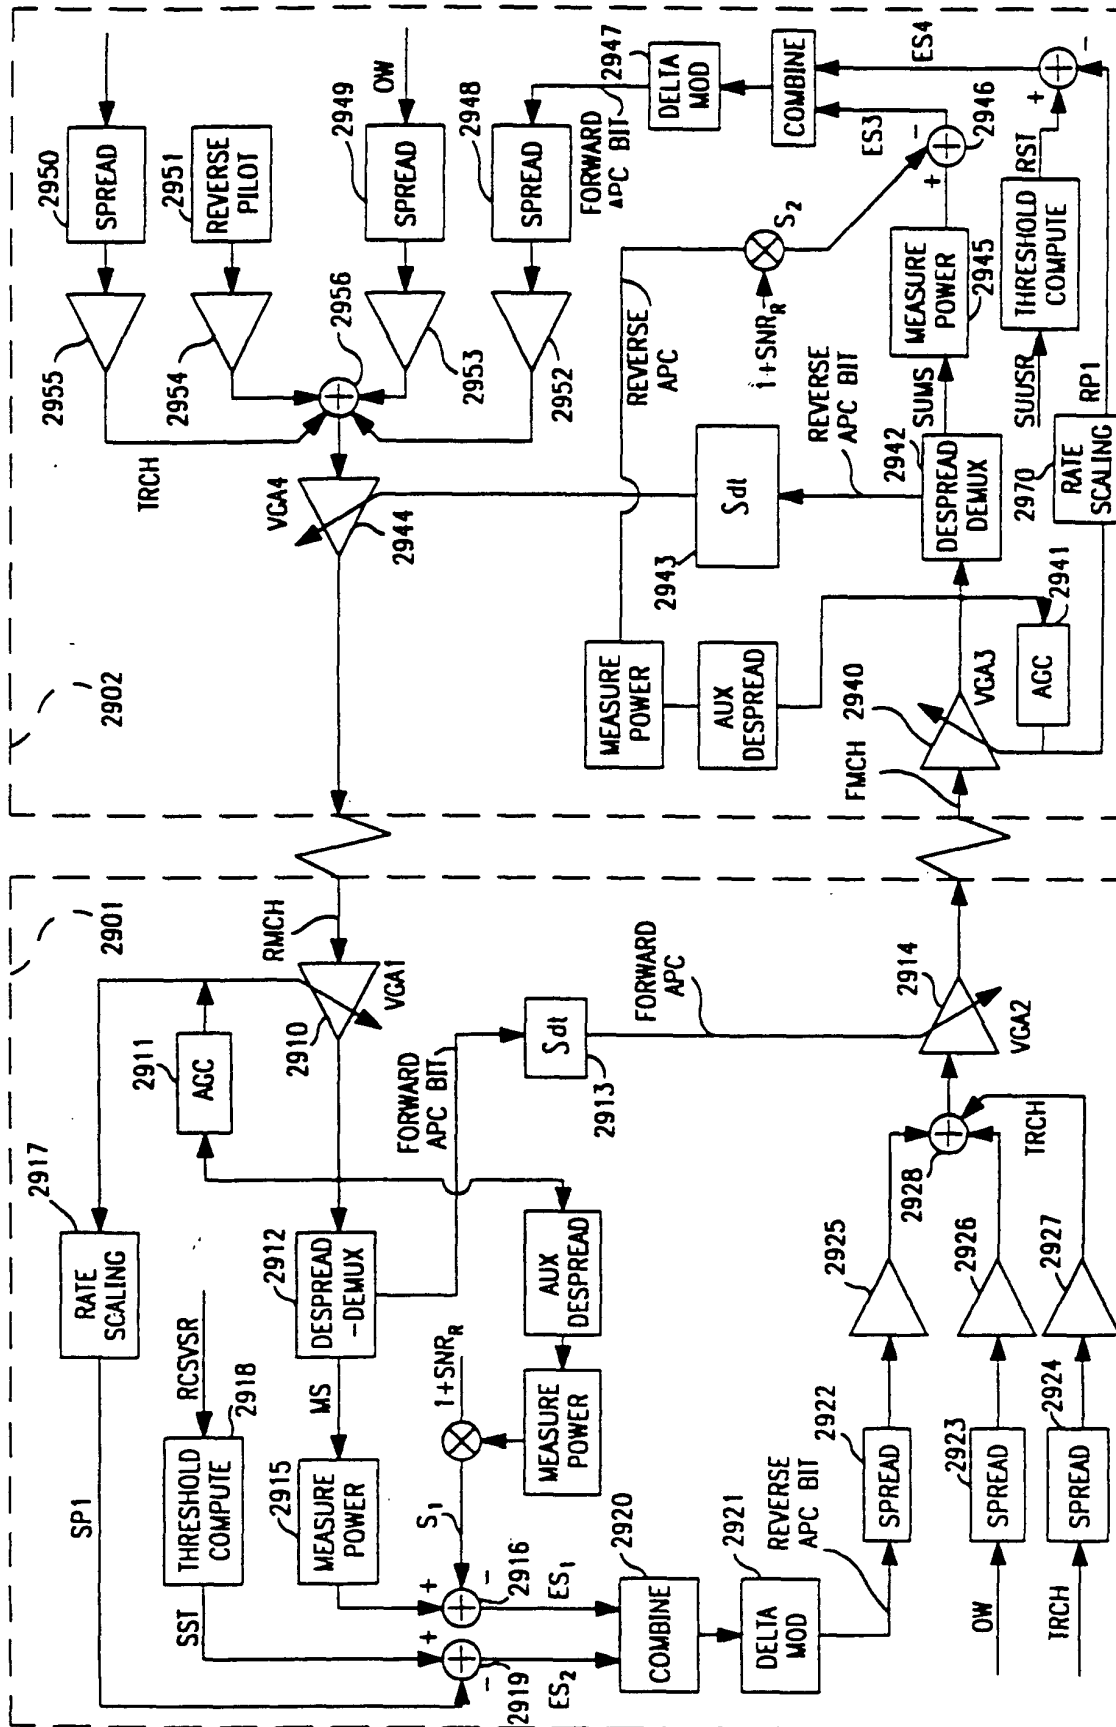 2901
2917
RATE SCALING
SP1
RCSVSR
2918
THRESHOLD COMPUTE
SST
2911
AGC
RMCH
2910
VGA1
2912
DESPREAD -DEMUX
MS
2915
MEASURE POWER
FORWARD APC BIT
1+SNRR
S1
AUX DESPREAD
MEASURE POWER
+
-
2916
+
-
2919
ES1
ES2
2920
COMBINE
2921
DELTA MOD
REVERSE APC BIT
Sdt
2913
FORWARD APC
2914
VGA2
2922
SPREAD
2925
2923
SPREAD
OW
2926
2924
SPREAD
TRCH
2927
2928
TRCH
2902
2950
SPREAD
2955
TRCH
2951
REVERSE PILOT
2954
2949
SPREAD
OW
2953
2948
SPREAD
2952
2956
VGA4
2944
FORWARD APC BIT
2947
DELTA MOD
COMBINE
ES3
ES4
REVERSE APC
1+SNRR
S2
2946
+
-
Sdt
2943
REVERSE APC BIT
SUMS
MEASURE POWER
2945
MEASURE POWER
AUX DESPREAD
2942
DESPREAD DEMUX
FMCH
2940
VGA3
2941
AGC
SUUSR
THRESHOLD COMPUTE
RST
+
-
2970
RATE SCALING
RP1